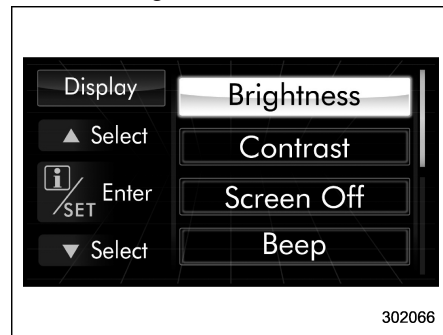 Display
▲ Select
i/SET Enter
▼ Select
Brightness
Contrast
Screen Off
Beep
302066